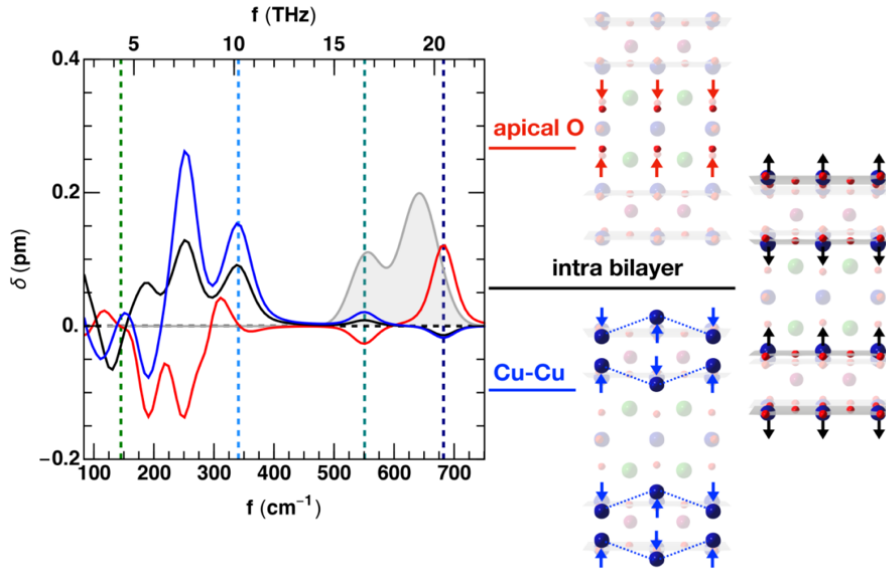 f (THz)
5 10 15 20
0.4
0.2
0.
−0.2
δ (pm)
100 200 300 400 500 600 700
f (cm⁻¹)
apical O
intra bilayer
Cu-Cu